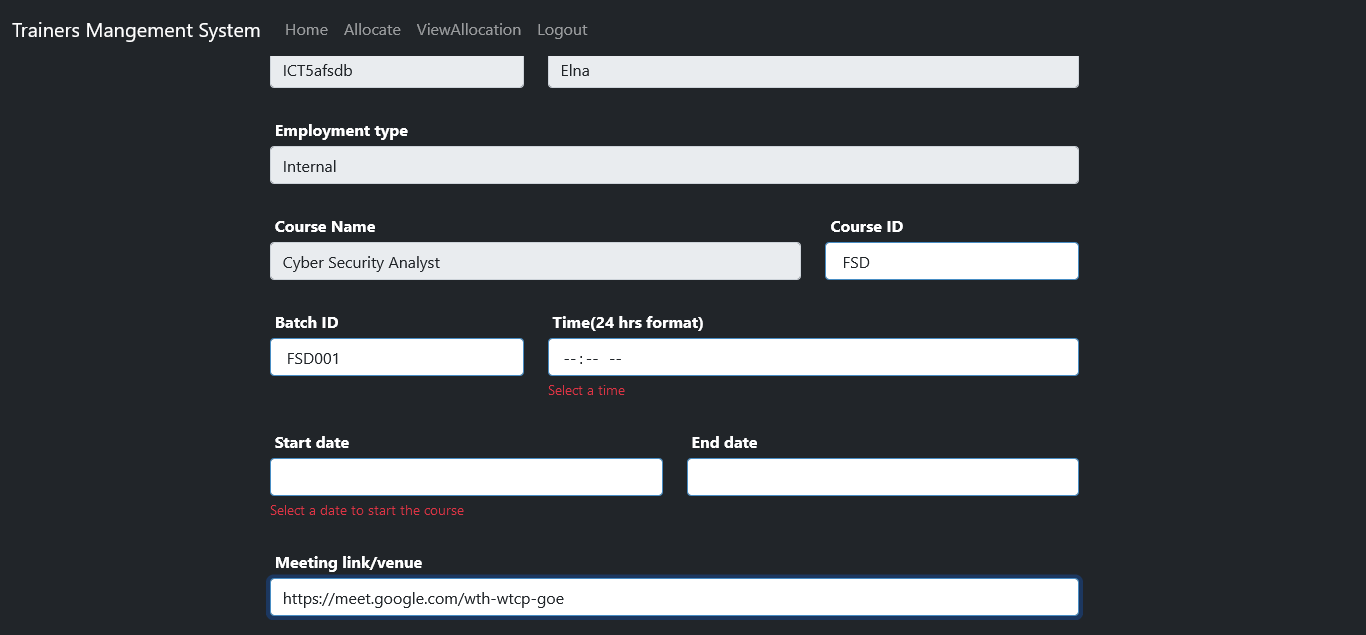 Trainers Mangement System Home Allocate ViewAllocation Logout
ICT5afsdb Elna
Employment type
Internal
Course Name Course ID
Cyber Security Analyst FSD
Batch ID Time(24 hrs format)
FSD001 --:-- --
Select a time
Start date End date
Select a date to start the course
Meeting link/venue
https://meet.google.com/wth-wtcp-goe